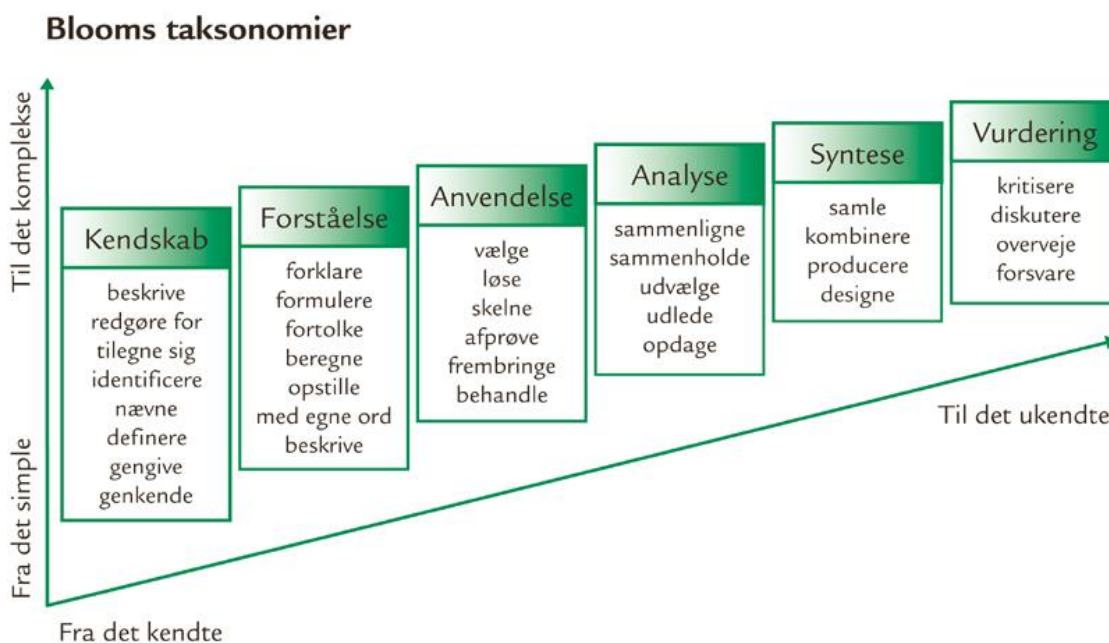 Blooms taksonomier
Til det komplekse
Fra det simple
Kendskab
beskrive
redgøre for
tilegne sig
identificere
nævne
definere
gengive
genkende
Forståelse
forklare
formulere
fortolke
beregne
opstille
med egne ord
beskrive
Anvendelse
vælge
løse
skelne
afprøve
frembringe
behandle
Analyse
sammenligne
sammenholde
udvælge
udlede
opdage
Syntese
samle
kombinere
producere
designe
Vurdering
kritisere
diskutere
overveje
forsvare
Til det ukendte
Fra det kendte